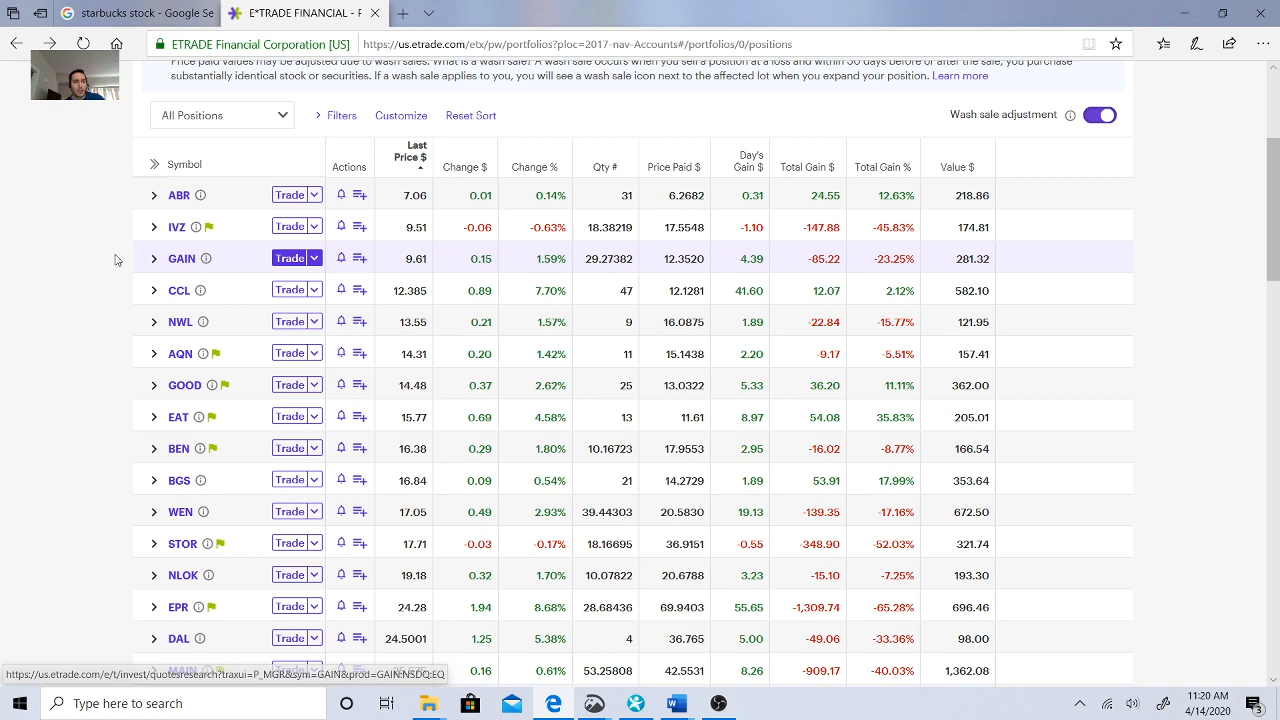 starbucks stock sp
E*TRADE Financial - F
ETRADE Financial Corporation [US] https://us.etrade.com/etx/pw/portfolios?ploc=2017-nav-Accounts#/portfolios/0/positions
Price paid values may be adjusted due to wash sales. What is a wash sale? A wash sale occurs when you sell a position at a loss and within 30 days before or after the sale, you purchase
substantially identical stock or securities. If a wash sale applies to you, you will see a wash sale icon next to the affected lot when you expand your position. Learn more
All Positions Filters Customize Reset Sort Wash sale adjustment
Symbol Actions Last Price $ Change $ Change % Qty # Price Paid $ Day's Gain $ Total Gain $ Total Gain % Value $
ABR Trade 7.06 0.01 0.14% 31 6.2682 0.31 24.55 12.63% 218.86
IVZ Trade 9.51 -0.06 -0.63% 18.38219 17.5548 -1.10 -147.88 -45.83% 174.81
GAIN Trade 9.61 0.15 1.59% 29.27382 12.3520 4.39 -85.22 -23.25% 281.32
CCL Trade 12.385 0.89 7.70% 47 12.1281 41.60 12.07 2.12% 582.10
NWL Trade 13.55 0.21 1.57% 9 16.0875 1.89 -22.84 -15.77% 121.95
AQN Trade 14.31 0.20 1.42% 11 15.1438 2.20 -9.17 -5.51% 157.41
GOOD Trade 14.48 0.37 2.62% 25 13.0322 5.33 36.20 11.11% 362.00
EAT Trade 15.77 0.69 4.58% 13 11.61 8.97 54.08 35.83% 205.01
BEN Trade 16.38 0.29 1.80% 10.16723 17.9553 2.95 -16.02 -8.77% 166.54
BGS Trade 16.84 0.09 0.54% 21 14.2729 1.89 53.91 17.99% 353.64
WEN Trade 17.05 0.49 2.93% 39.44303 20.5830 19.13 -139.35 -17.16% 672.50
STOR Trade 17.71 -0.03 -0.17% 18.16695 36.9151 -0.55 -348.90 -52.03% 321.74
NLOK Trade 19.18 0.32 1.70% 10.07822 20.6788 3.23 -15.10 -7.25% 193.30
EPR Trade 24.28 1.94 8.68% 28.68436 69.9403 55.65 -1,309.74 -65.28% 696.46
DAL Trade 24.5001 1.25 5.38% 4 36.765 5.00 -49.06 -33.36% 98.00
MAIN Trade 0.16 0.61% 53.25808 42.5531 8.26 -909.17 -40.03% 1,362.08
https://us.etrade.com/e/t/invest/quotesresearch?traxui=P_MGR&sym=GAIN&prod=GAIN:NSDQ:EQ
Type here to search
11:20 AM
4/14/2020
3